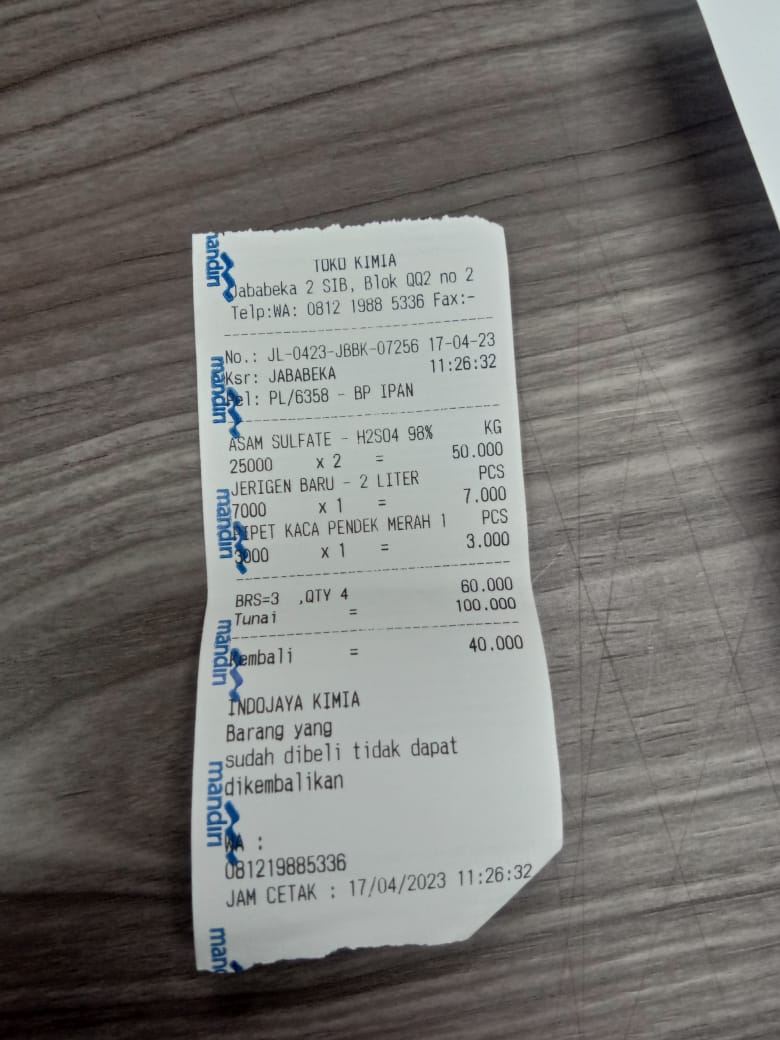 TOKO KIMIA
Jababeka 2 SIB, Blok QQ2 no 2
Telp:WA: 0812 1988 5336 Fax:-
No.: JL-0423-JBBK-07256 17-04-23
Ksr: JABABEKA 11:26:32
Pel: PL/6358 - BP IPAN
ASAM SULFATE - H2SO4 98% KG
25000 x 2 = 50.000
JERIGEN BARU - 2 LITER PCS
7000 x 1 = 7.000
PIPET KACA PENDEK MERAH 1 PCS
3000 x 1 = 3.000
BRS=3 ,QTY 4 60.000
Tunai = 100.000
Kembali = 40.000
INDOJAYA KIMIA
Barang yang
sudah dibeli tidak dapat
dikembalikan
WA :
081219885336
JAM CETAK : 17/04/2023 11:26:32
mandiri
mandiri
mandiri
mandiri
mandiri